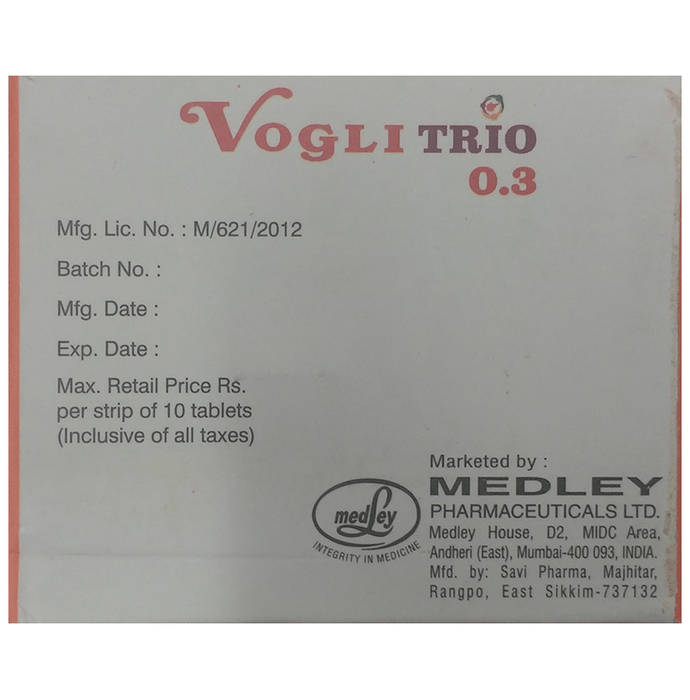 VOGLI TRIO
0.3
Mfg. Lic. No. : M/621/2012
Batch No. :
Mfg. Date :
Exp. Date :
Max. Retail Price Rs.
per strip of 10 tablets
(Inclusive of all taxes)
Marketed by :
MEDLEY
PHARMACEUTICALS LTD.
Medley House, D2, MIDC Area,
Andheri (East), Mumbai-400 093, INDIA.
Mfd. by: Savi Pharma, Majhitar,
Rangpo, East Sikkim-737132
medley
INTEGRITY IN MEDICINE